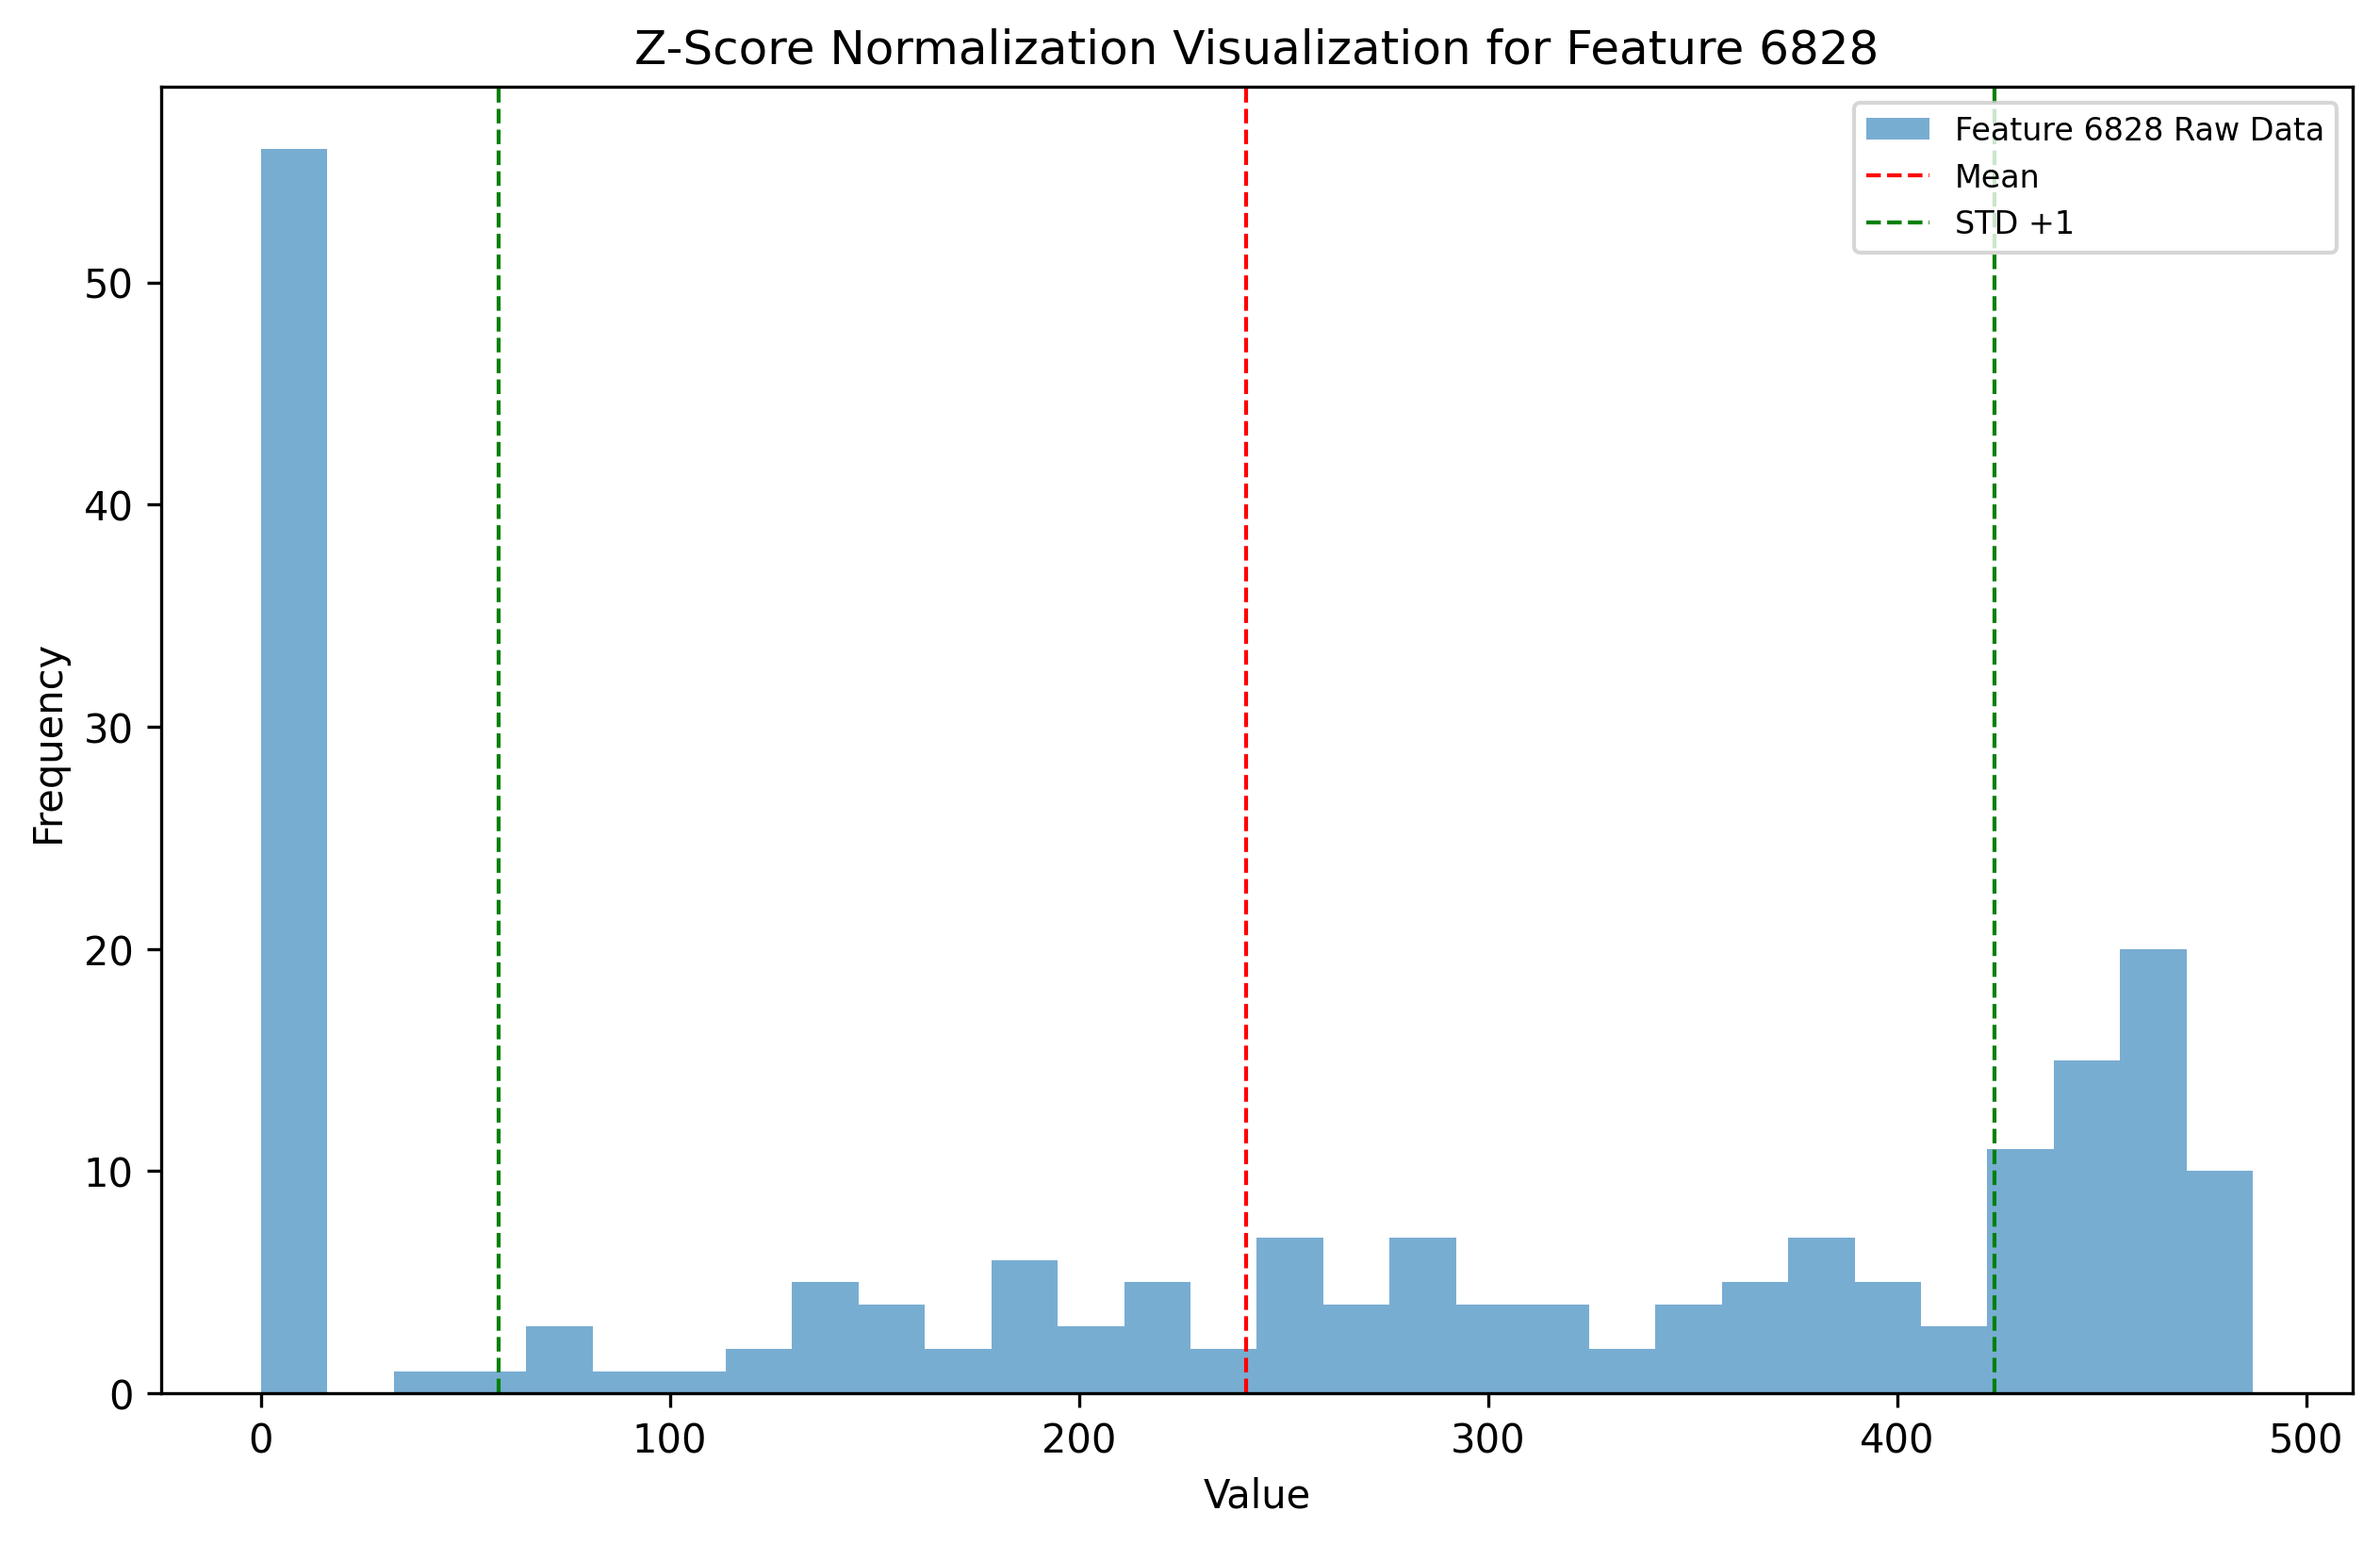 Z-Score Normalization Visualization for Feature 6828
Feature 6828 Raw Data
Mean
STD +1
Frequency
50
40
30
20
10
0
0 100 200 300 400 500
Value